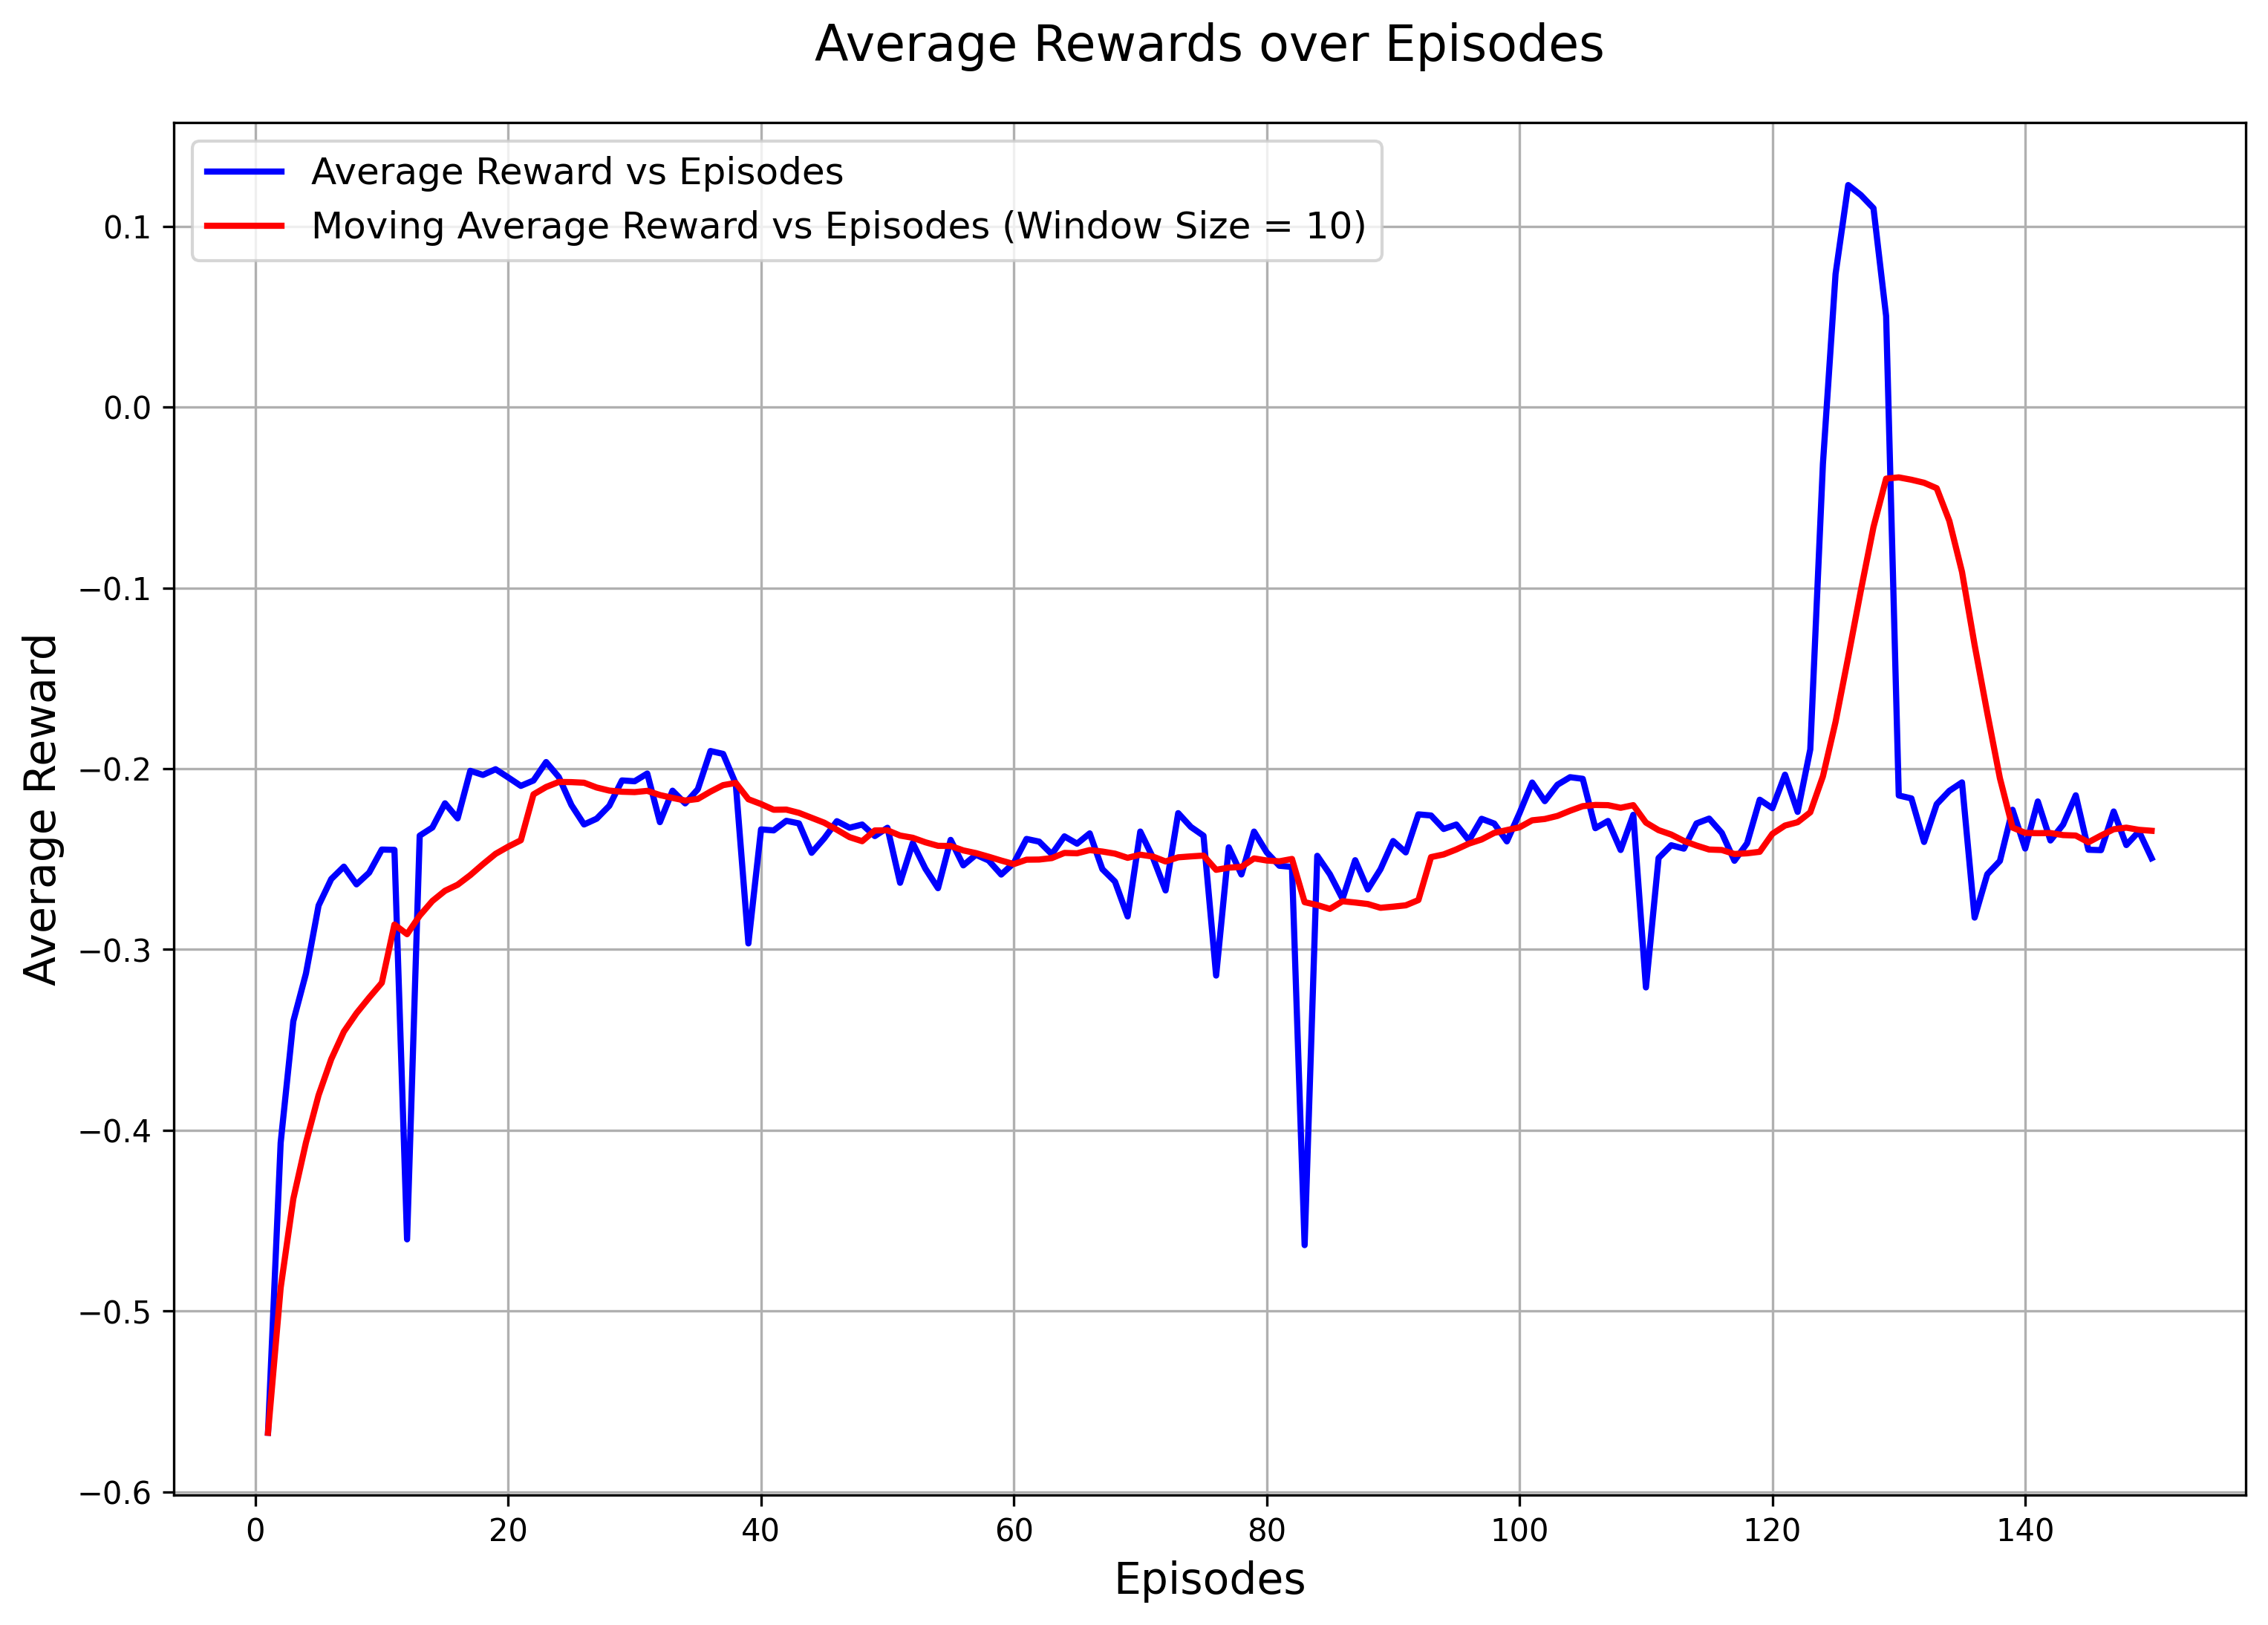 Average Rewards over Episodes
Average Reward vs Episodes
Moving Average Reward vs Episodes (Window Size = 10)
0.1
0.0
−0.1
−0.2
−0.3
−0.4
−0.5
−0.6
Average Reward
0 20 40 60 80 100 120 140
Episodes